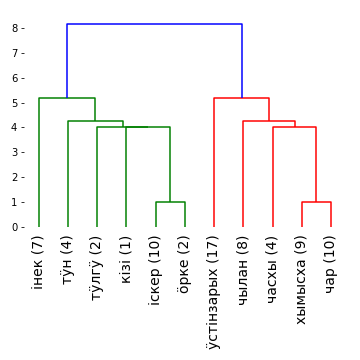 8
7
6
5
4
3
2
1
0
інек (7)
тӱн (4)
тӱлгӱ (2)
кізі (1)
іскер (10)
ӧрке (2)
ӱстінзарых (17)
чылан (8)
часхы (4)
хымысха (9)
чар (10)